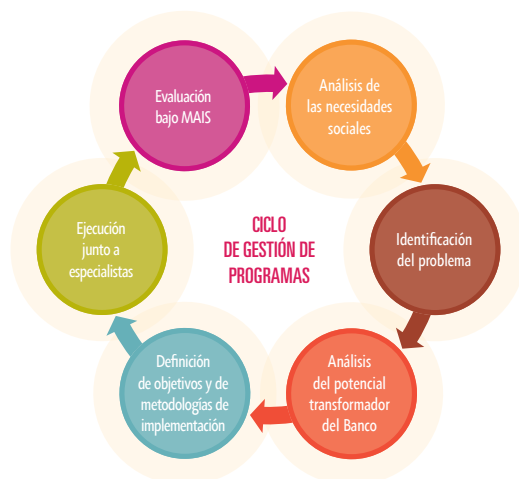 Evaluación
bajo MAIS
Análisis de
las necesidades
sociales
Identificación
del problema
Análisis
del potencial
transformador
del Banco
Definición
de objetivos y de
metodologías de
implementación
Ejecución
junto a
especialistas
CICLO
DE GESTIÓN DE
PROGRAMAS